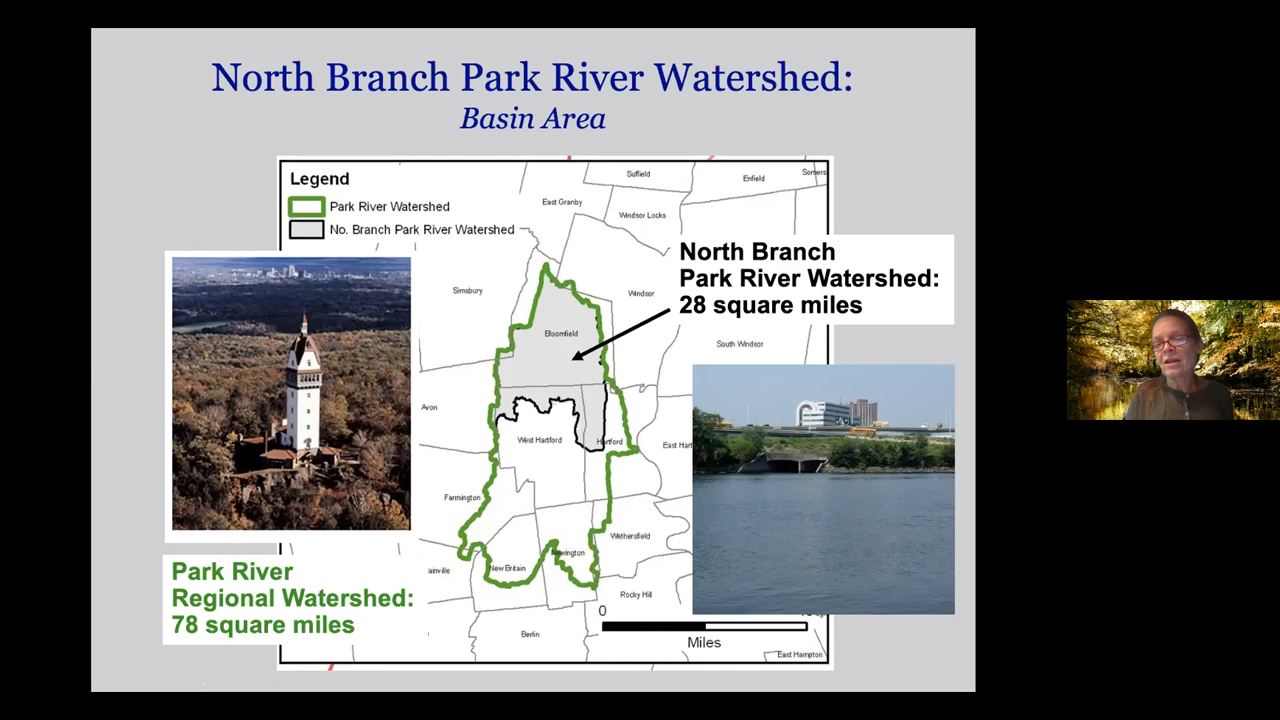 North Branch Park River Watershed:
Basin Area
Legend
Park River Watershed
No. Branch Park River Watershed
Suffield
Enfield
Somers
East Granby
Windsor Locks
North Branch
Park River Watershed:
28 square miles
Simsbury
Windsor
Bloomfield
South Windsor
Avon
West Hartford
Hartford
East Hart
Farmington
Wethersfield
Newington
New Britain
ainville
Rocky Hill
Park River
Regional Watershed:
78 square miles
0
Miles
Berlin
East Hampton